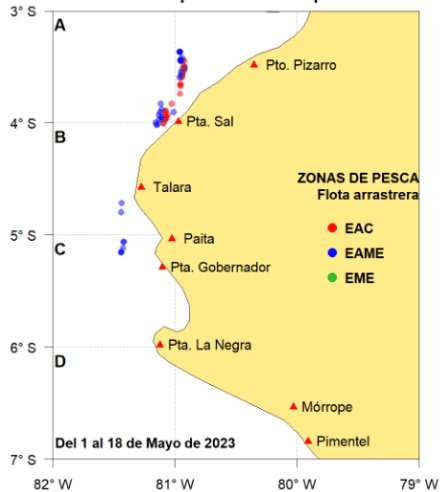 3° S
A
Pto. Pizarro
4° S
Pta. Sal
B
ZONAS DE PESCA
Flota arrastrera
Talara
EAC
5° S
Paita
EAME
C
Pta. Gobernador
EME
6° S
Pta. La Negra
D
Mórrope
Del 1 al 18 de Mayo de 2023
Pimentel
7° S
82° W
81° W
80° W
79° W